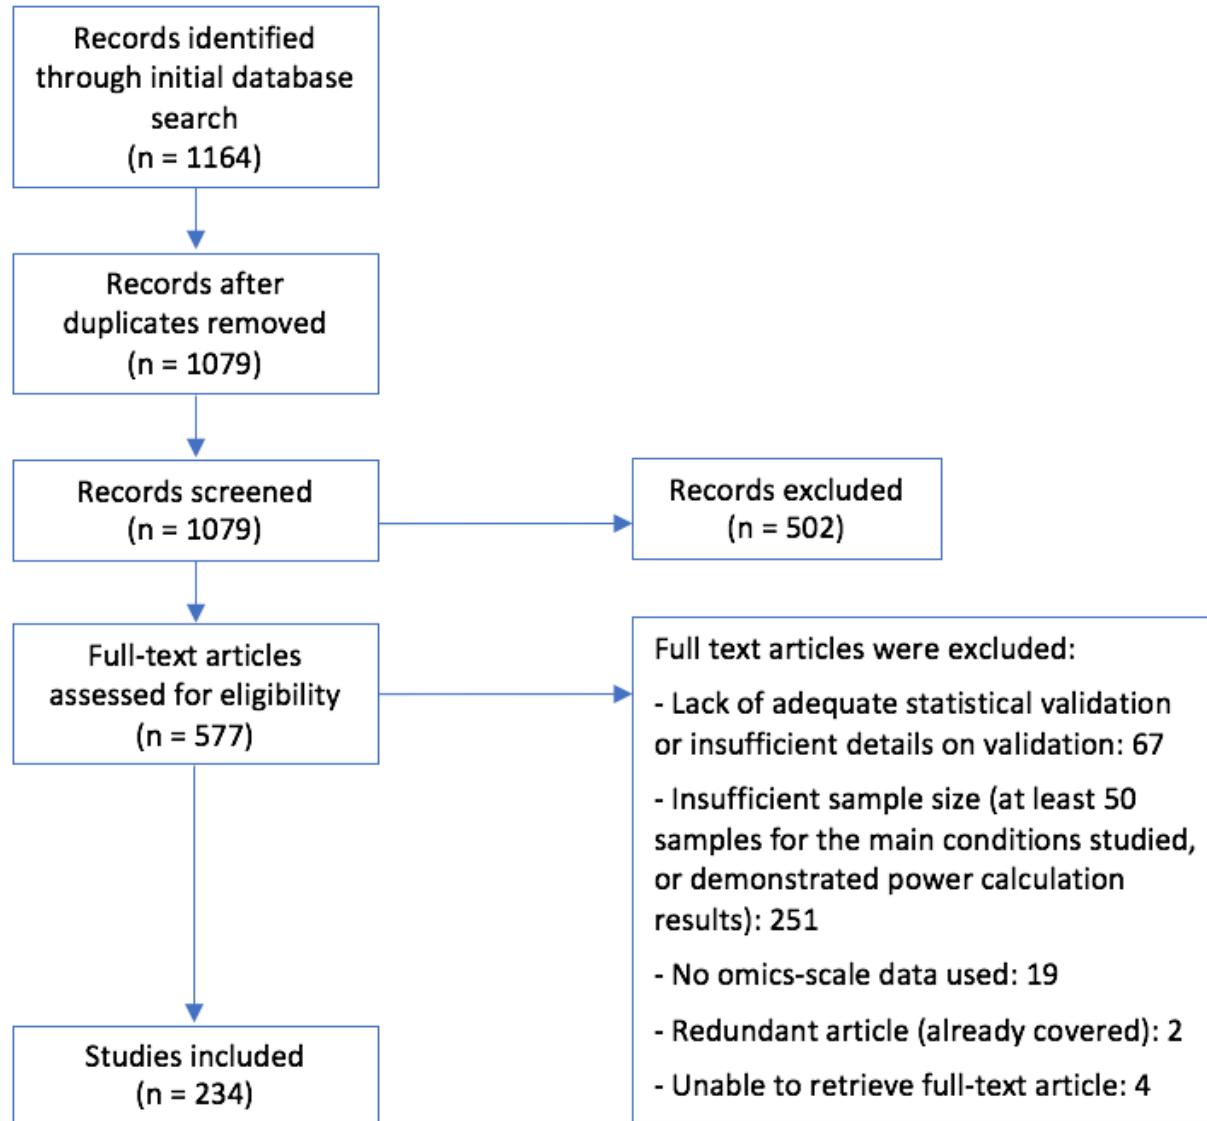 Records identified
through initial database
search
(n = 1164)
Records after
duplicates removed
(n = 1079)
Records screened
(n = 1079)
Records excluded
(n = 502)
Full-text articles
assessed for eligibility
(n = 577)
Full text articles were excluded:
- Lack of adequate statistical validation
or insufficient details on validation: 67
- Insufficient sample size (at least 50
samples for the main conditions studied,
or demonstrated power calculation
results): 251
- No omics-scale data used: 19
- Redundant article (already covered): 2
- Unable to retrieve full-text article: 4
Studies included
(n = 234)